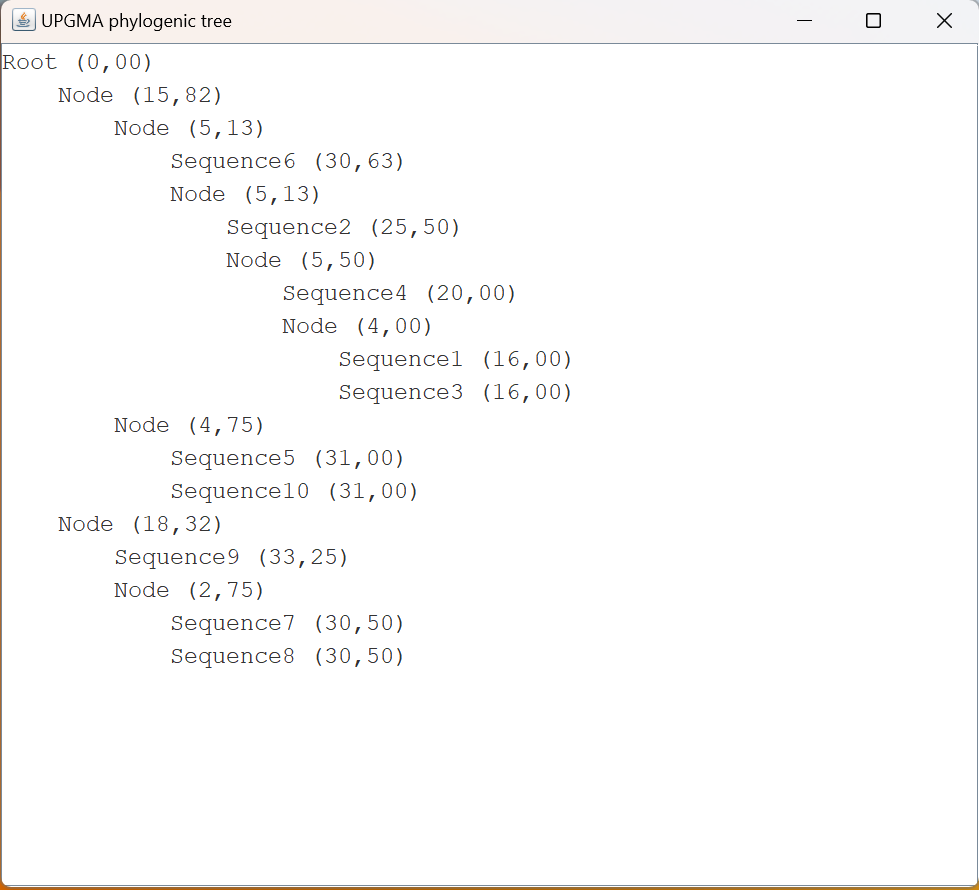 UPGMA phylogenic tree
Root (0,00)
    Node (15,82)
        Node (5,13)
            Sequence6 (30,63)
            Node (5,13)
                Sequence2 (25,50)
                Node (5,50)
                    Sequence4 (20,00)
                    Node (4,00)
                        Sequence1 (16,00)
                        Sequence3 (16,00)
        Node (4,75)
            Sequence5 (31,00)
            Sequence10 (31,00)
    Node (18,32)
        Sequence9 (33,25)
        Node (2,75)
            Sequence7 (30,50)
            Sequence8 (30,50)